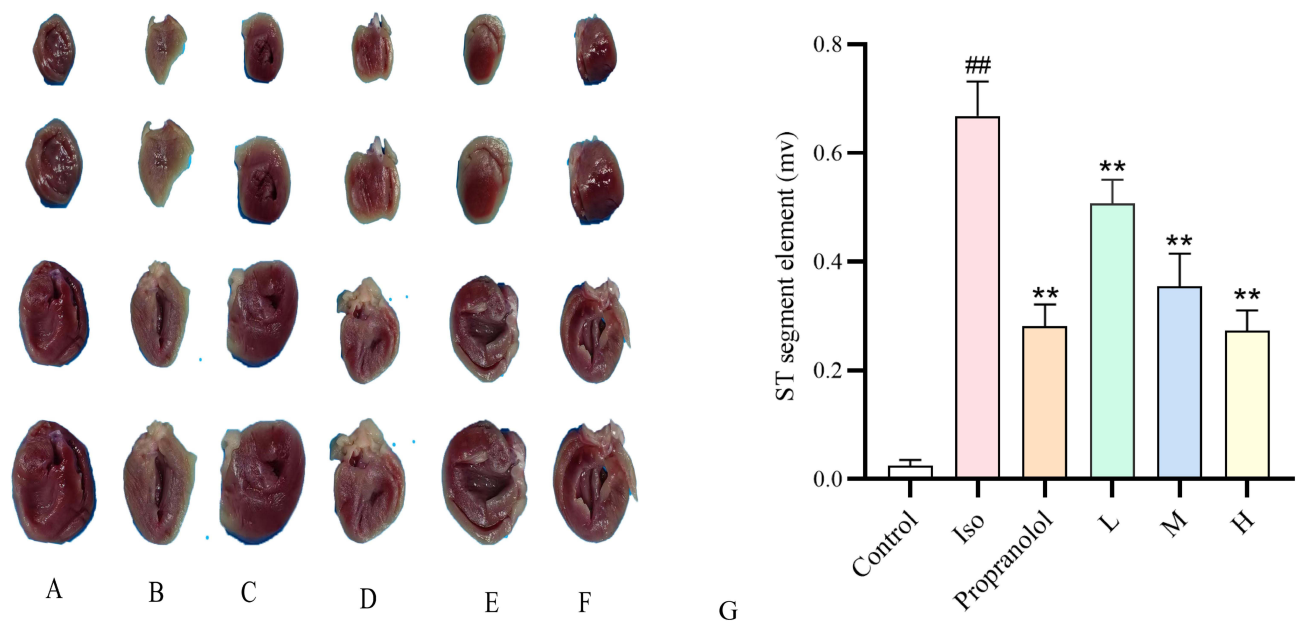 A B C D E F
G
ST segment element (mv)
0.8
0.6
0.4
0.2
0.0
##
**
**
**
**
Control
Iso
Propranolol
L
M
H